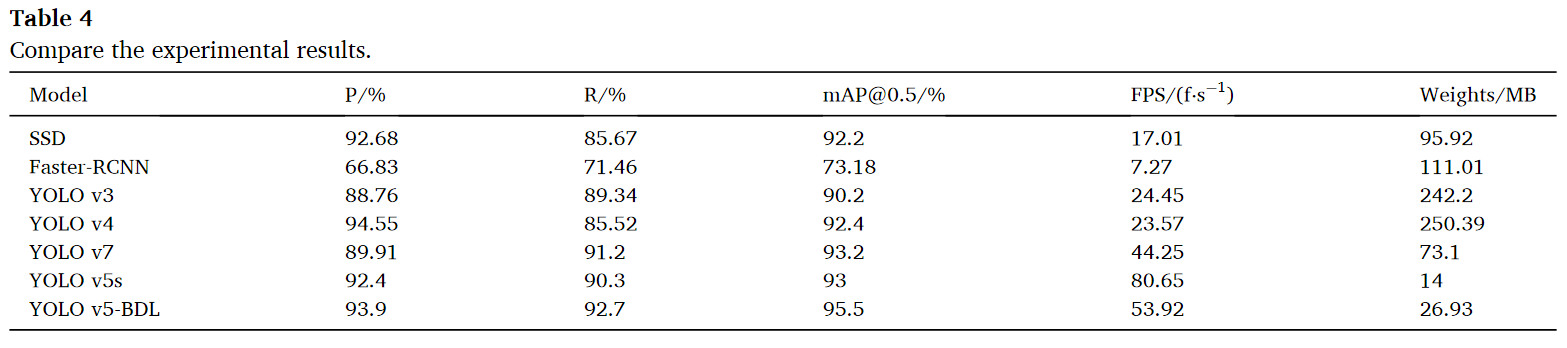 Table 4
Compare the experimental results.
Model P/% R/% mAP@0.5/% FPS/(f·s⁻¹) Weights/MB
SSD 92.68 85.67 92.2 17.01 95.92
Faster-RCNN 66.83 71.46 73.18 7.27 111.01
YOLO v3 88.76 89.34 90.2 24.45 242.2
YOLO v4 94.55 85.52 92.4 23.57 250.39
YOLO v7 89.91 91.2 93.2 44.25 73.1
YOLO v5s 92.4 90.3 93 80.65 14
YOLO v5-BDL 93.9 92.7 95.5 53.92 26.93